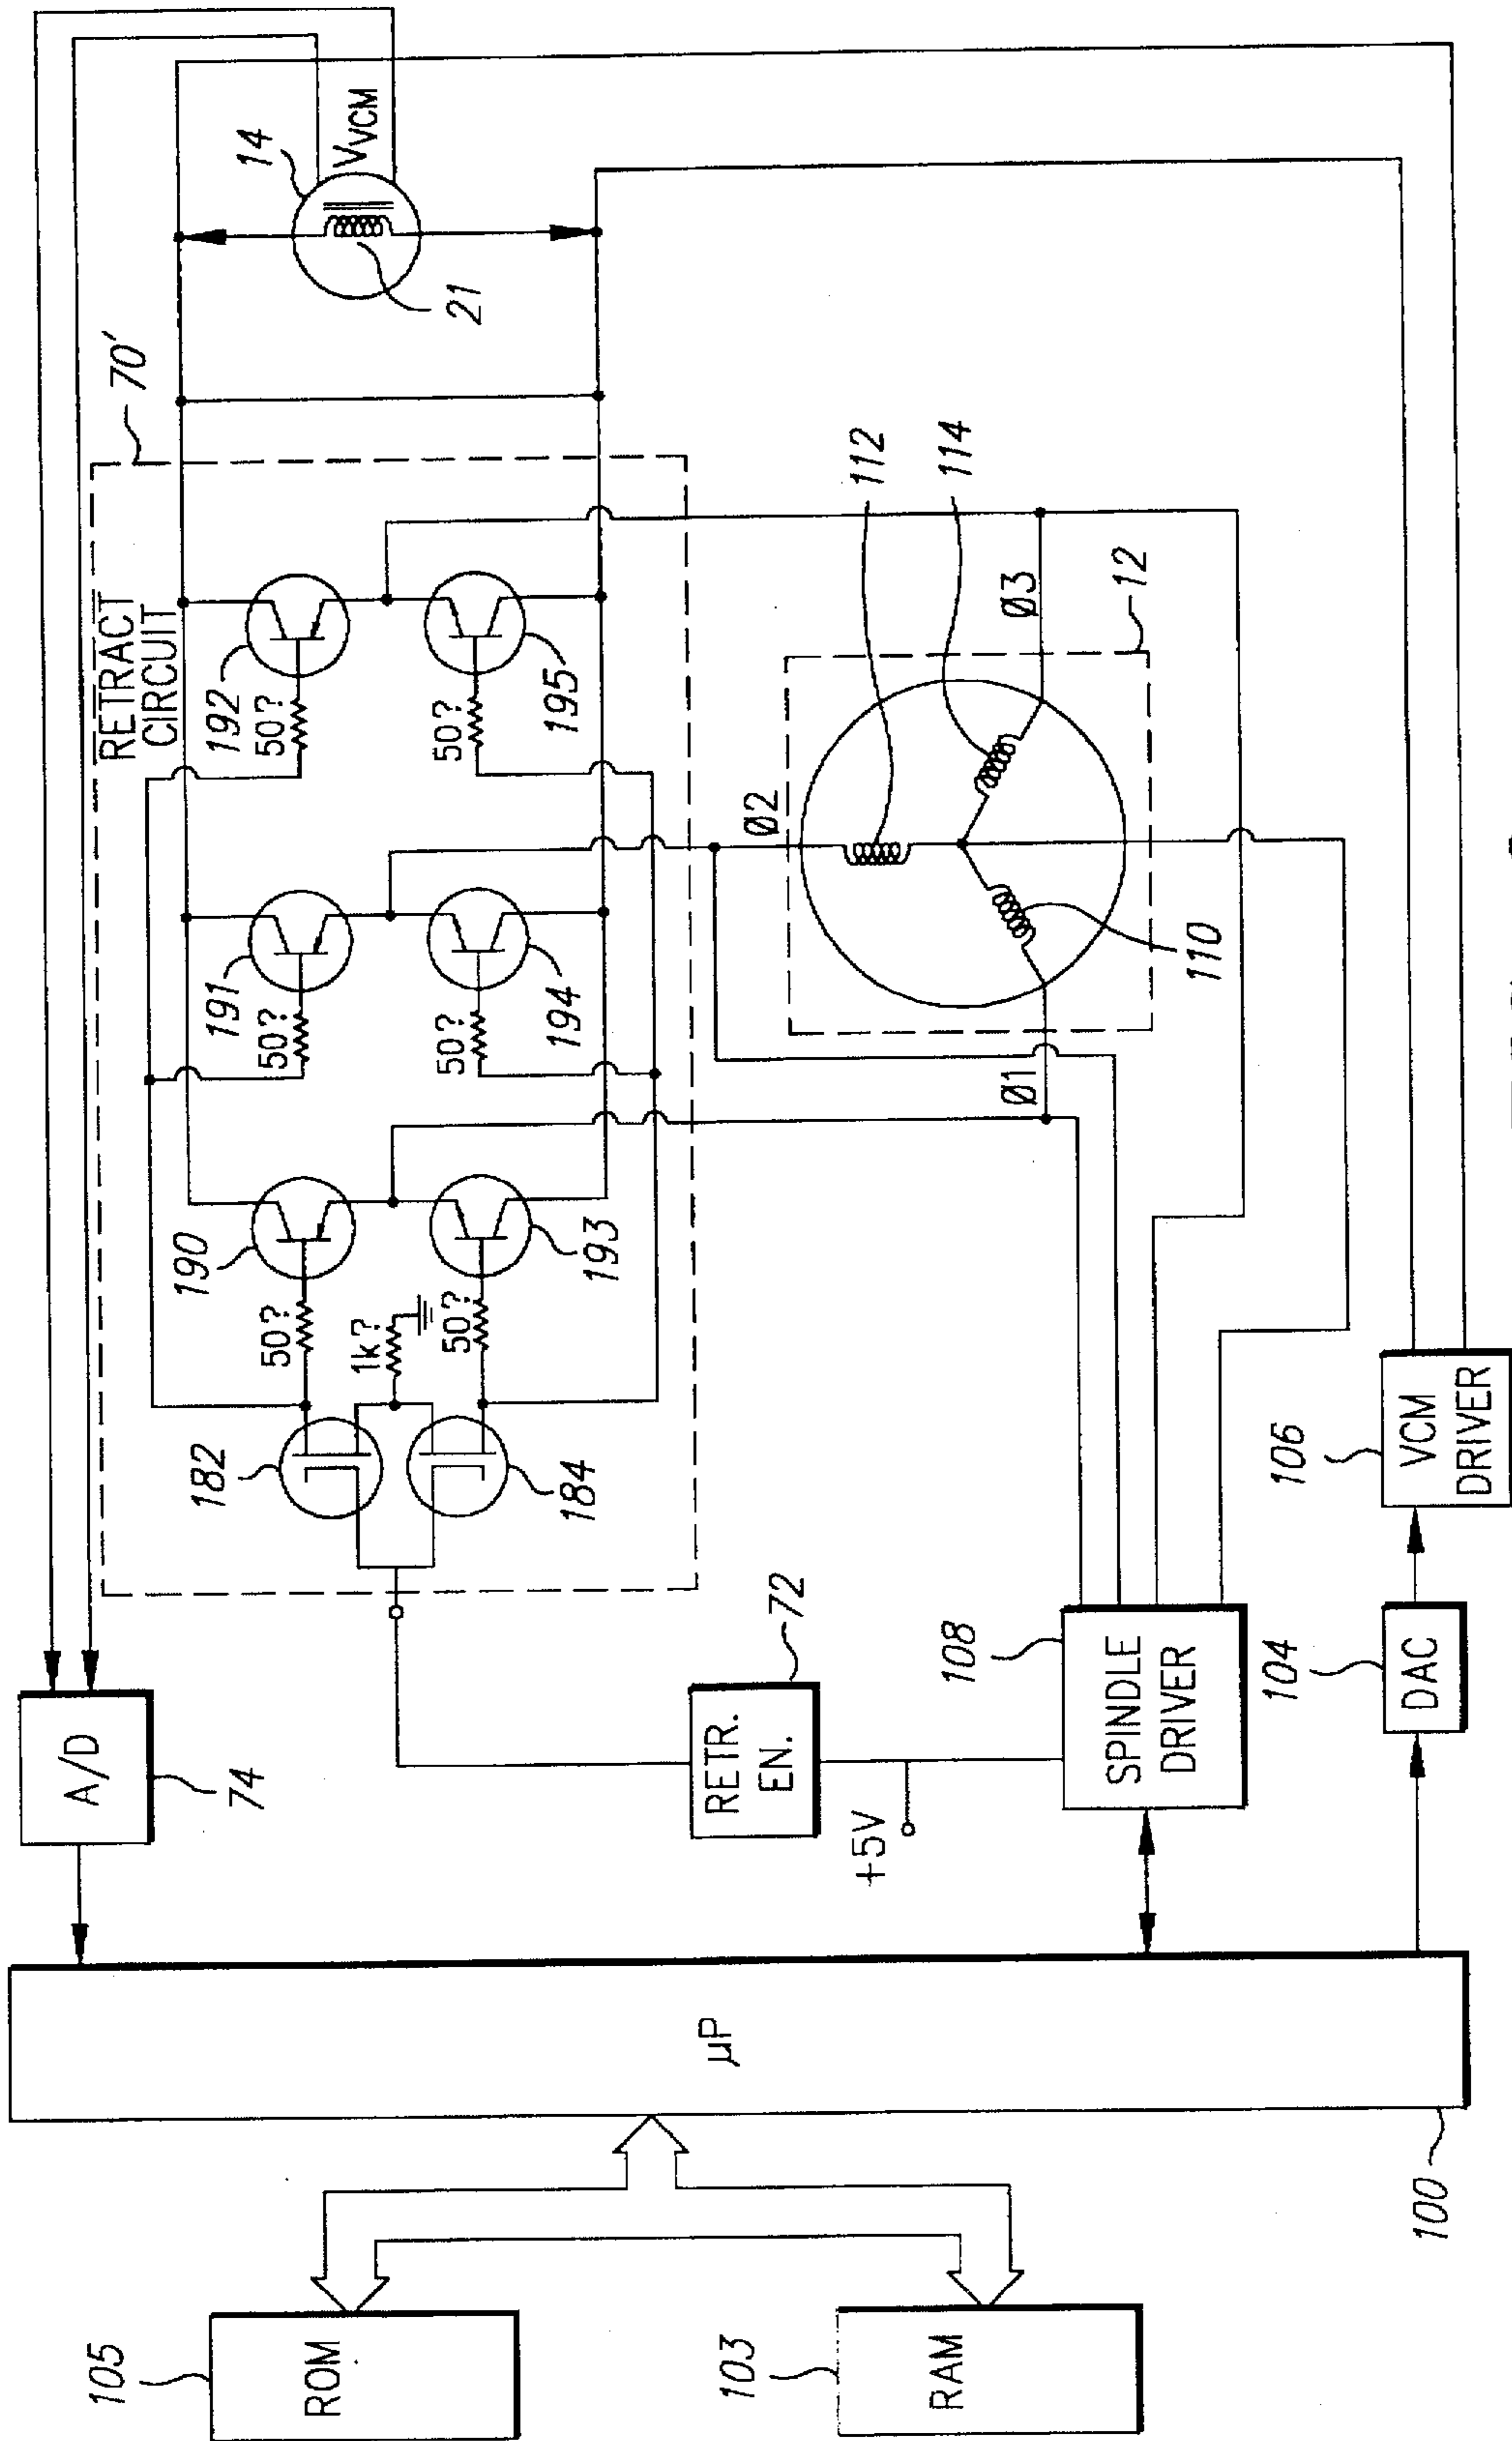 14
V VCM
21
70'
RETRACT
CIRCUIT
192
50?
50?
195
191
50?
50?
194
190
50?
1k?
50?
193
182
184
112
114
12
Ø3
Ø2
Ø1
110
A/D
74
RETR.
EN.
72
+5V
108
SPINDLE
DRIVER
104
DAC
106
VCM
DRIVER
µP
100
105
ROM
103
RAM